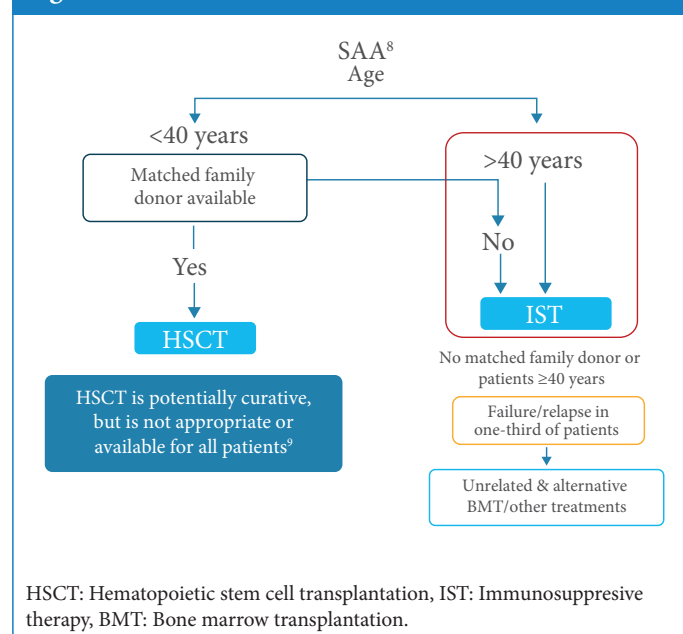 SAA8
Age
<40 years
>40 years
Matched family
donor available
No
Yes
HSCT
IST
No matched family donor or
patients ≥40 years
HSCT is potentially curative,
but is not appropriate or
available for all patients9
Failure/relapse in
one-third of patients
Unrelated & alternative
BMT/other treatments
HSCT: Hematopoietic stem cell transplantation, IST: Immunosuppresive
therapy, BMT: Bone marrow transplantation.